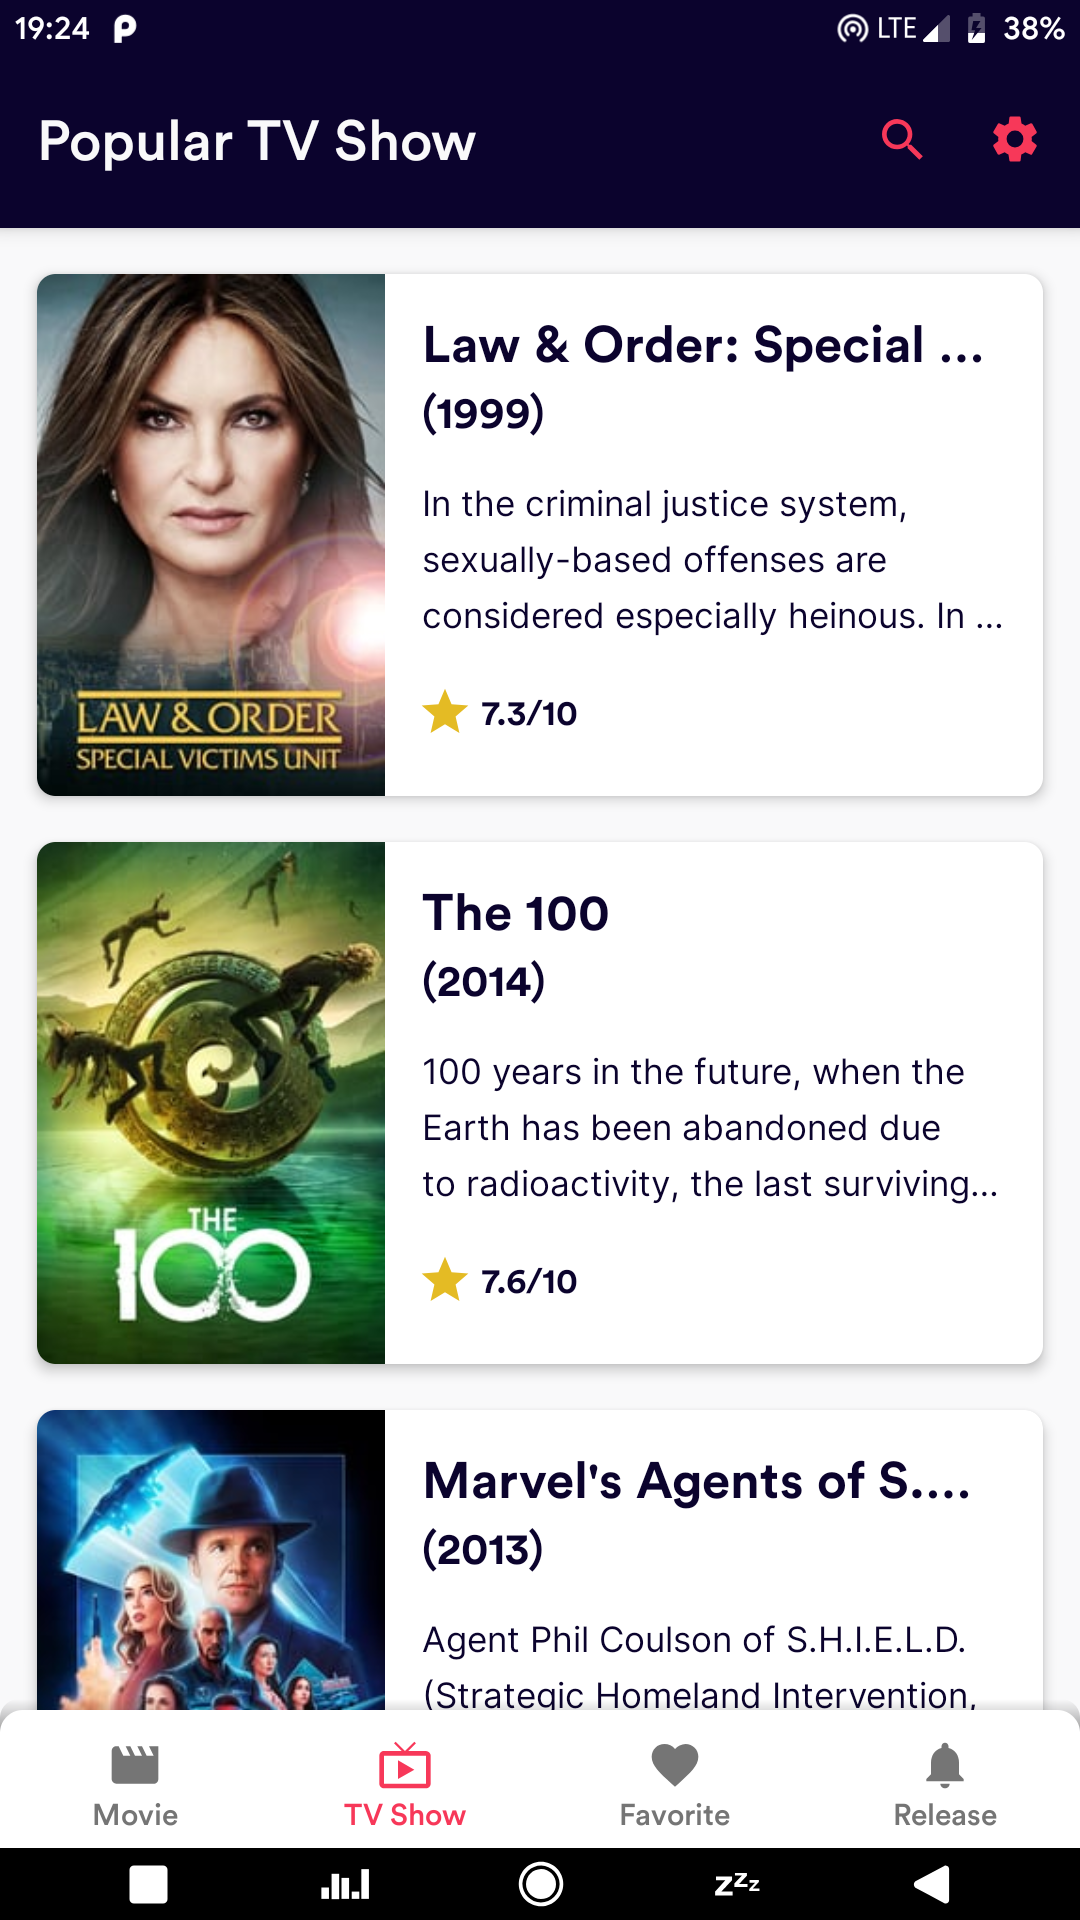 19:24 LTE 38%
Popular TV Show
LAW & ORDER
SPECIAL VICTIMS UNIT
Law & Order: Special ...
(1999)
In the criminal justice system,
sexually-based offenses are
considered especially heinous. In ...
7.3/10
THE
100
The 100
(2014)
100 years in the future, when the
Earth has been abandoned due
to radioactivity, the last surviving...
7.6/10
Marvel's Agents of S....
(2013)
Agent Phil Coulson of S.H.I.E.L.D.
(Strategic Homeland Intervention,
Movie TV Show Favorite Release
zzz